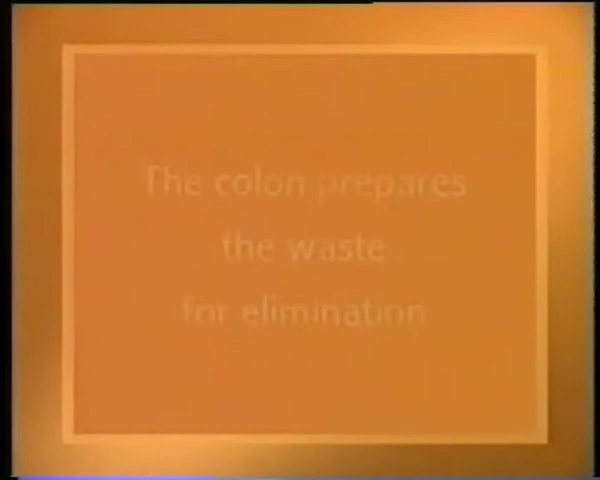 The colon prepares
the waste
for elimination